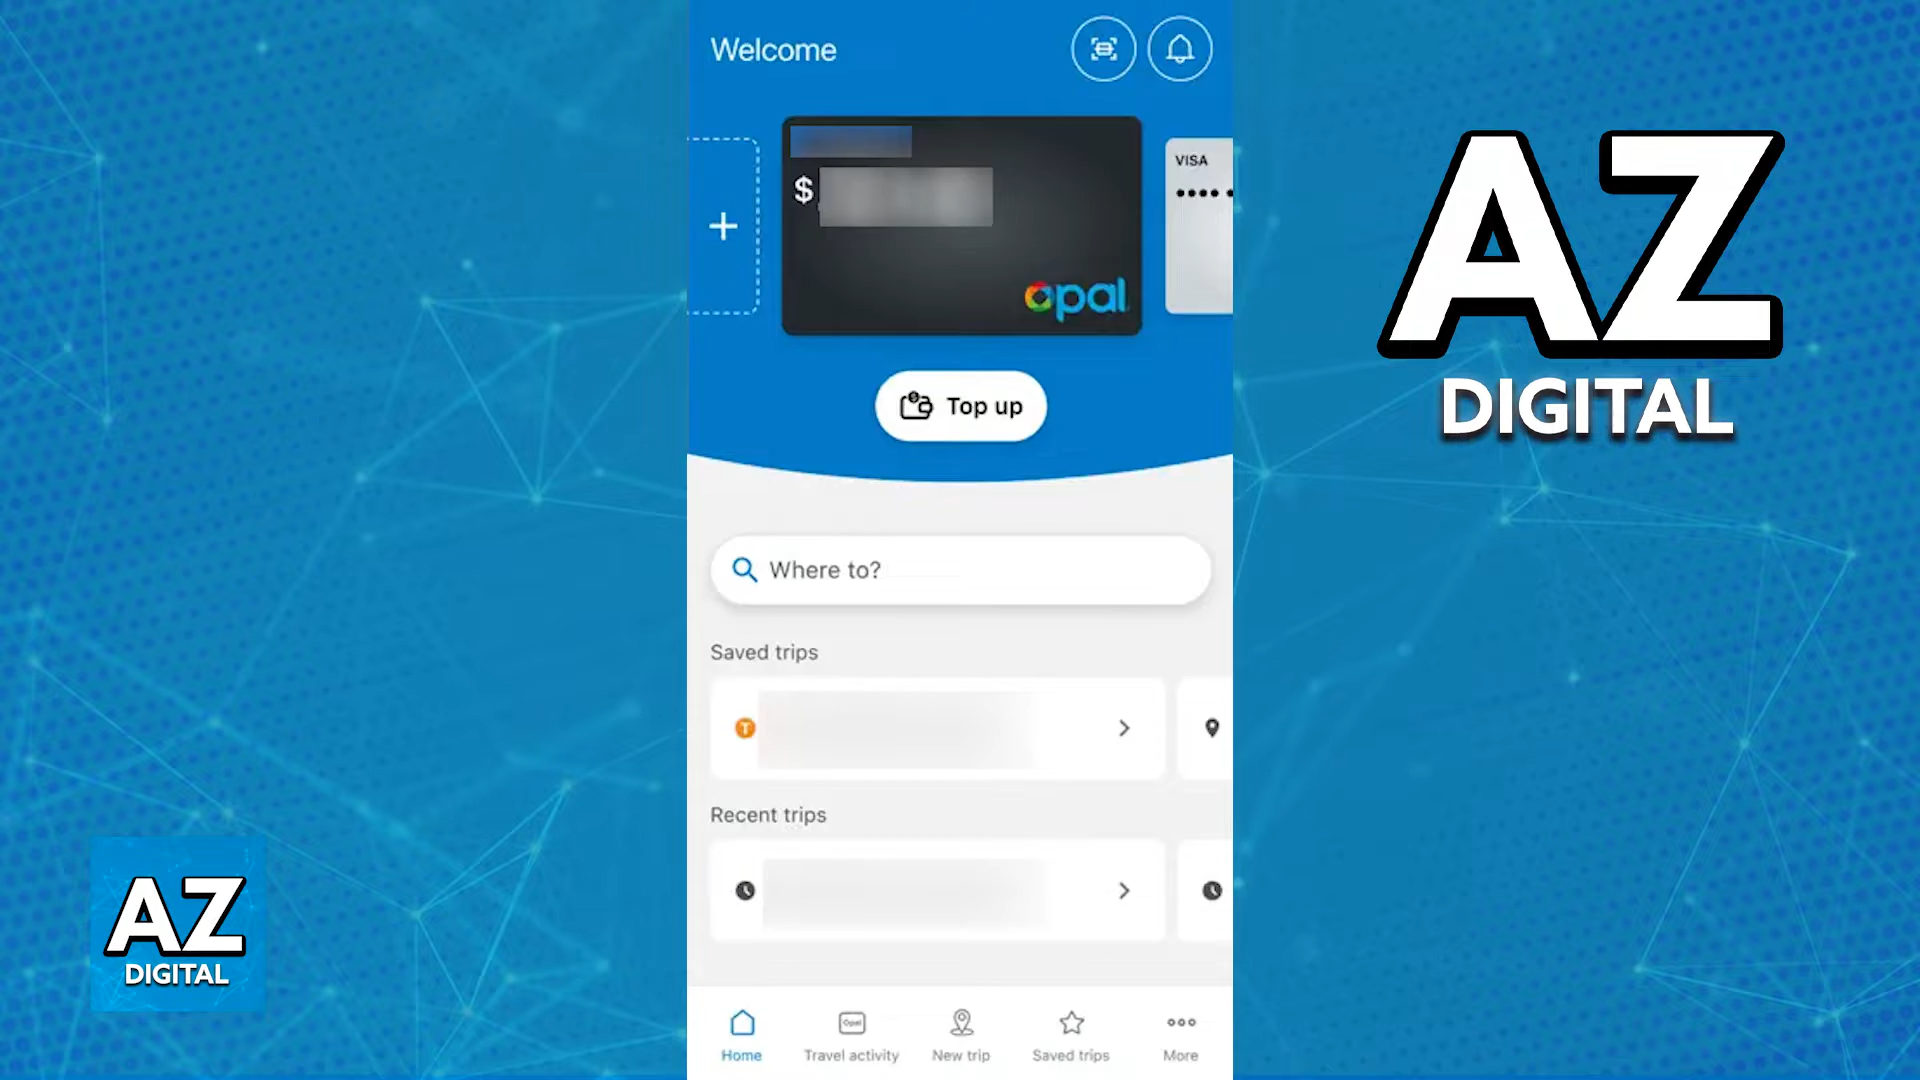 Welcome
$
VISA
opal
Top up
Where to?
Saved trips
T
Recent trips
Home
Opal
Travel activity
New trip
Saved trips
More
AZ
DIGITAL
AZ
DIGITAL